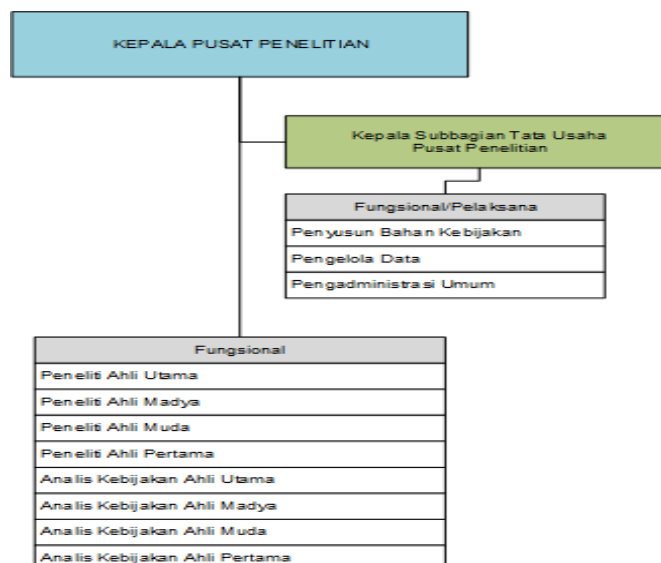 KEPALA PUSAT PENELITIAN
Kepala Subbagian Tata Usaha
Pusat Penelitian
Fungsional/Pelaksana
Penyusun Bahan Kebijakan
Pengelola Data
Pengadministrasi Umum
Fungsional
Peneliti Ahli Utama
Peneliti Ahli Madya
Peneliti Ahli Muda
Peneliti Ahli Pertama
Analis Kebijakan Ahli Utama
Analis Kebijakan Ahli Madya
Analis Kebijakan Ahli Muda
Analis Kebijakan Ahli Pertama